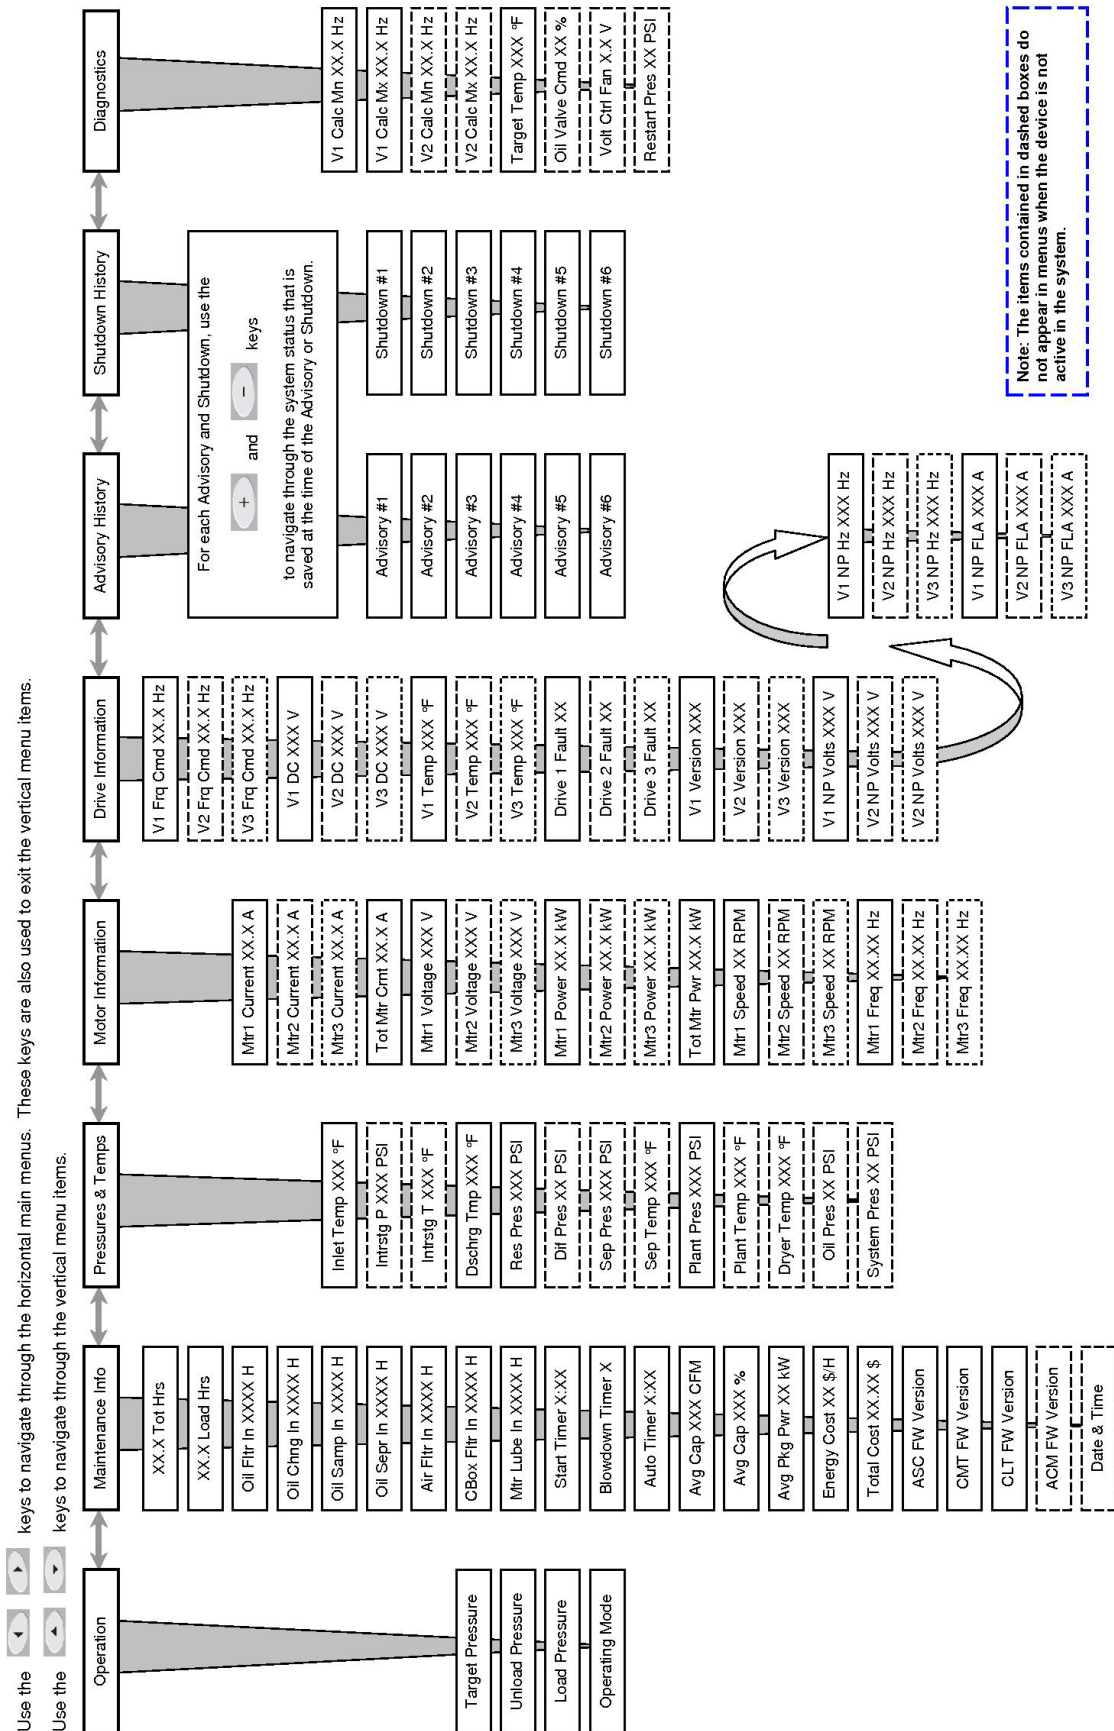 Use the ◄ ► keys to navigate through the horizontal main menus.  These keys are also used to exit the vertical menu items.
Use the ▲ ▼ keys to navigate through the vertical menu items.
Operation
Target Pressure
Unload Pressure
Load Pressure
Operating Mode
Maintenance Info
XX.X Tot Hrs
XX.X Load Hrs
Oil Fltr In XXXX H
Oil Chng In XXXX H
Oil Samp In XXXX H
Oil Sepr In XXXX H
Air Fltr In XXXX H
CBox Fltr In XXXX H
Mtr Lube In XXXX H
Start Timer X:XX
Blowdown Timer X
Auto Timer X:XX
Avg Cap XXX CFM
Avg Cap XXX %
Avg Pkg Pwr XX kW
Energy Cost XX $/H
Total Cost XX.XX $
ASC FW Version
CMT FW Version
CLT FW Version
ACM FW Version
Date & Time
Pressures & Temps
Inlet Temp XXX ºF
Intrstg P XXX PSI
Intrstg T XXX ºF
Dschrg Tmp XXX ºF
Res Pres XXX PSI
Dif Pres XX PSI
Sep Pres XXX PSI
Sep Temp XXX ºF
Plant Pres XXX PSI
Plant Temp XXX ºF
Dryer Temp XXX ºF
Oil Pres XX PSI
System Pres XX PSI
Motor Information
Mtr1 Current XX.X A
Mtr2 Current XX.X A
Mtr3 Current XX.X A
Tot Mtr Crnt XX.X A
Mtr1 Voltage XXX V
Mtr2 Voltage XXX V
Mtr3 Voltage XXX V
Mtr1 Power XX.X kW
Mtr2 Power XX.X kW
Mtr3 Power XX.X kW
Tot Mtr Pwr XX.X kW
Mtr1 Speed XX RPM
Mtr2 Speed XX RPM
Mtr3 Speed XX RPM
Mtr1 Freq XX.XX Hz
Mtr2 Freq XX.XX Hz
Mtr3 Freq XX.XX Hz
Drive Information
V1 Frq Cmd XX.X Hz
V2 Frq Cmd XX.X Hz
V3 Frq Cmd XX.X Hz
V1 DC XXX V
V2 DC XXX V
V3 DC XXX V
V1 Temp XXX ºF
V2 Temp XXX ºF
V3 Temp XXX ºF
Drive 1 Fault XX
Drive 2 Fault XX
Drive 3 Fault XX
V1 Version XXX
V2 Version XXX
V3 Version XXX
V1 NP Volts XXX V
V2 NP Volts XXX V
V2 NP Volts XXX V
V1 NP Hz XXX Hz
V2 NP Hz XXX Hz
V3 NP Hz XXX Hz
V1 NP FLA XXX A
V2 NP FLA XXX A
V3 NP FLA XXX A
Advisory History
Shutdown History
For each Advisory and Shutdown, use the
+ and − keys
to navigate through the system status that is
saved at the time of the Advisory or Shutdown.
Advisory #1
Advisory #2
Advisory #3
Advisory #4
Advisory #5
Advisory #6
Shutdown #1
Shutdown #2
Shutdown #3
Shutdown #4
Shutdown #5
Shutdown #6
Diagnostics
V1 Calc Mn XX.X Hz
V1 Calc Mx XX.X Hz
V2 Calc Mn XX.X Hz
V2 Calc Mx XX.X Hz
Target Temp XXX ºF
Oil Valve Cmd XX %
Volt Ctrl Fan X.X V
Restart Pres XX PSI
Note: The items contained in dashed boxes do
not appear in menus when the device is not
active in the system.